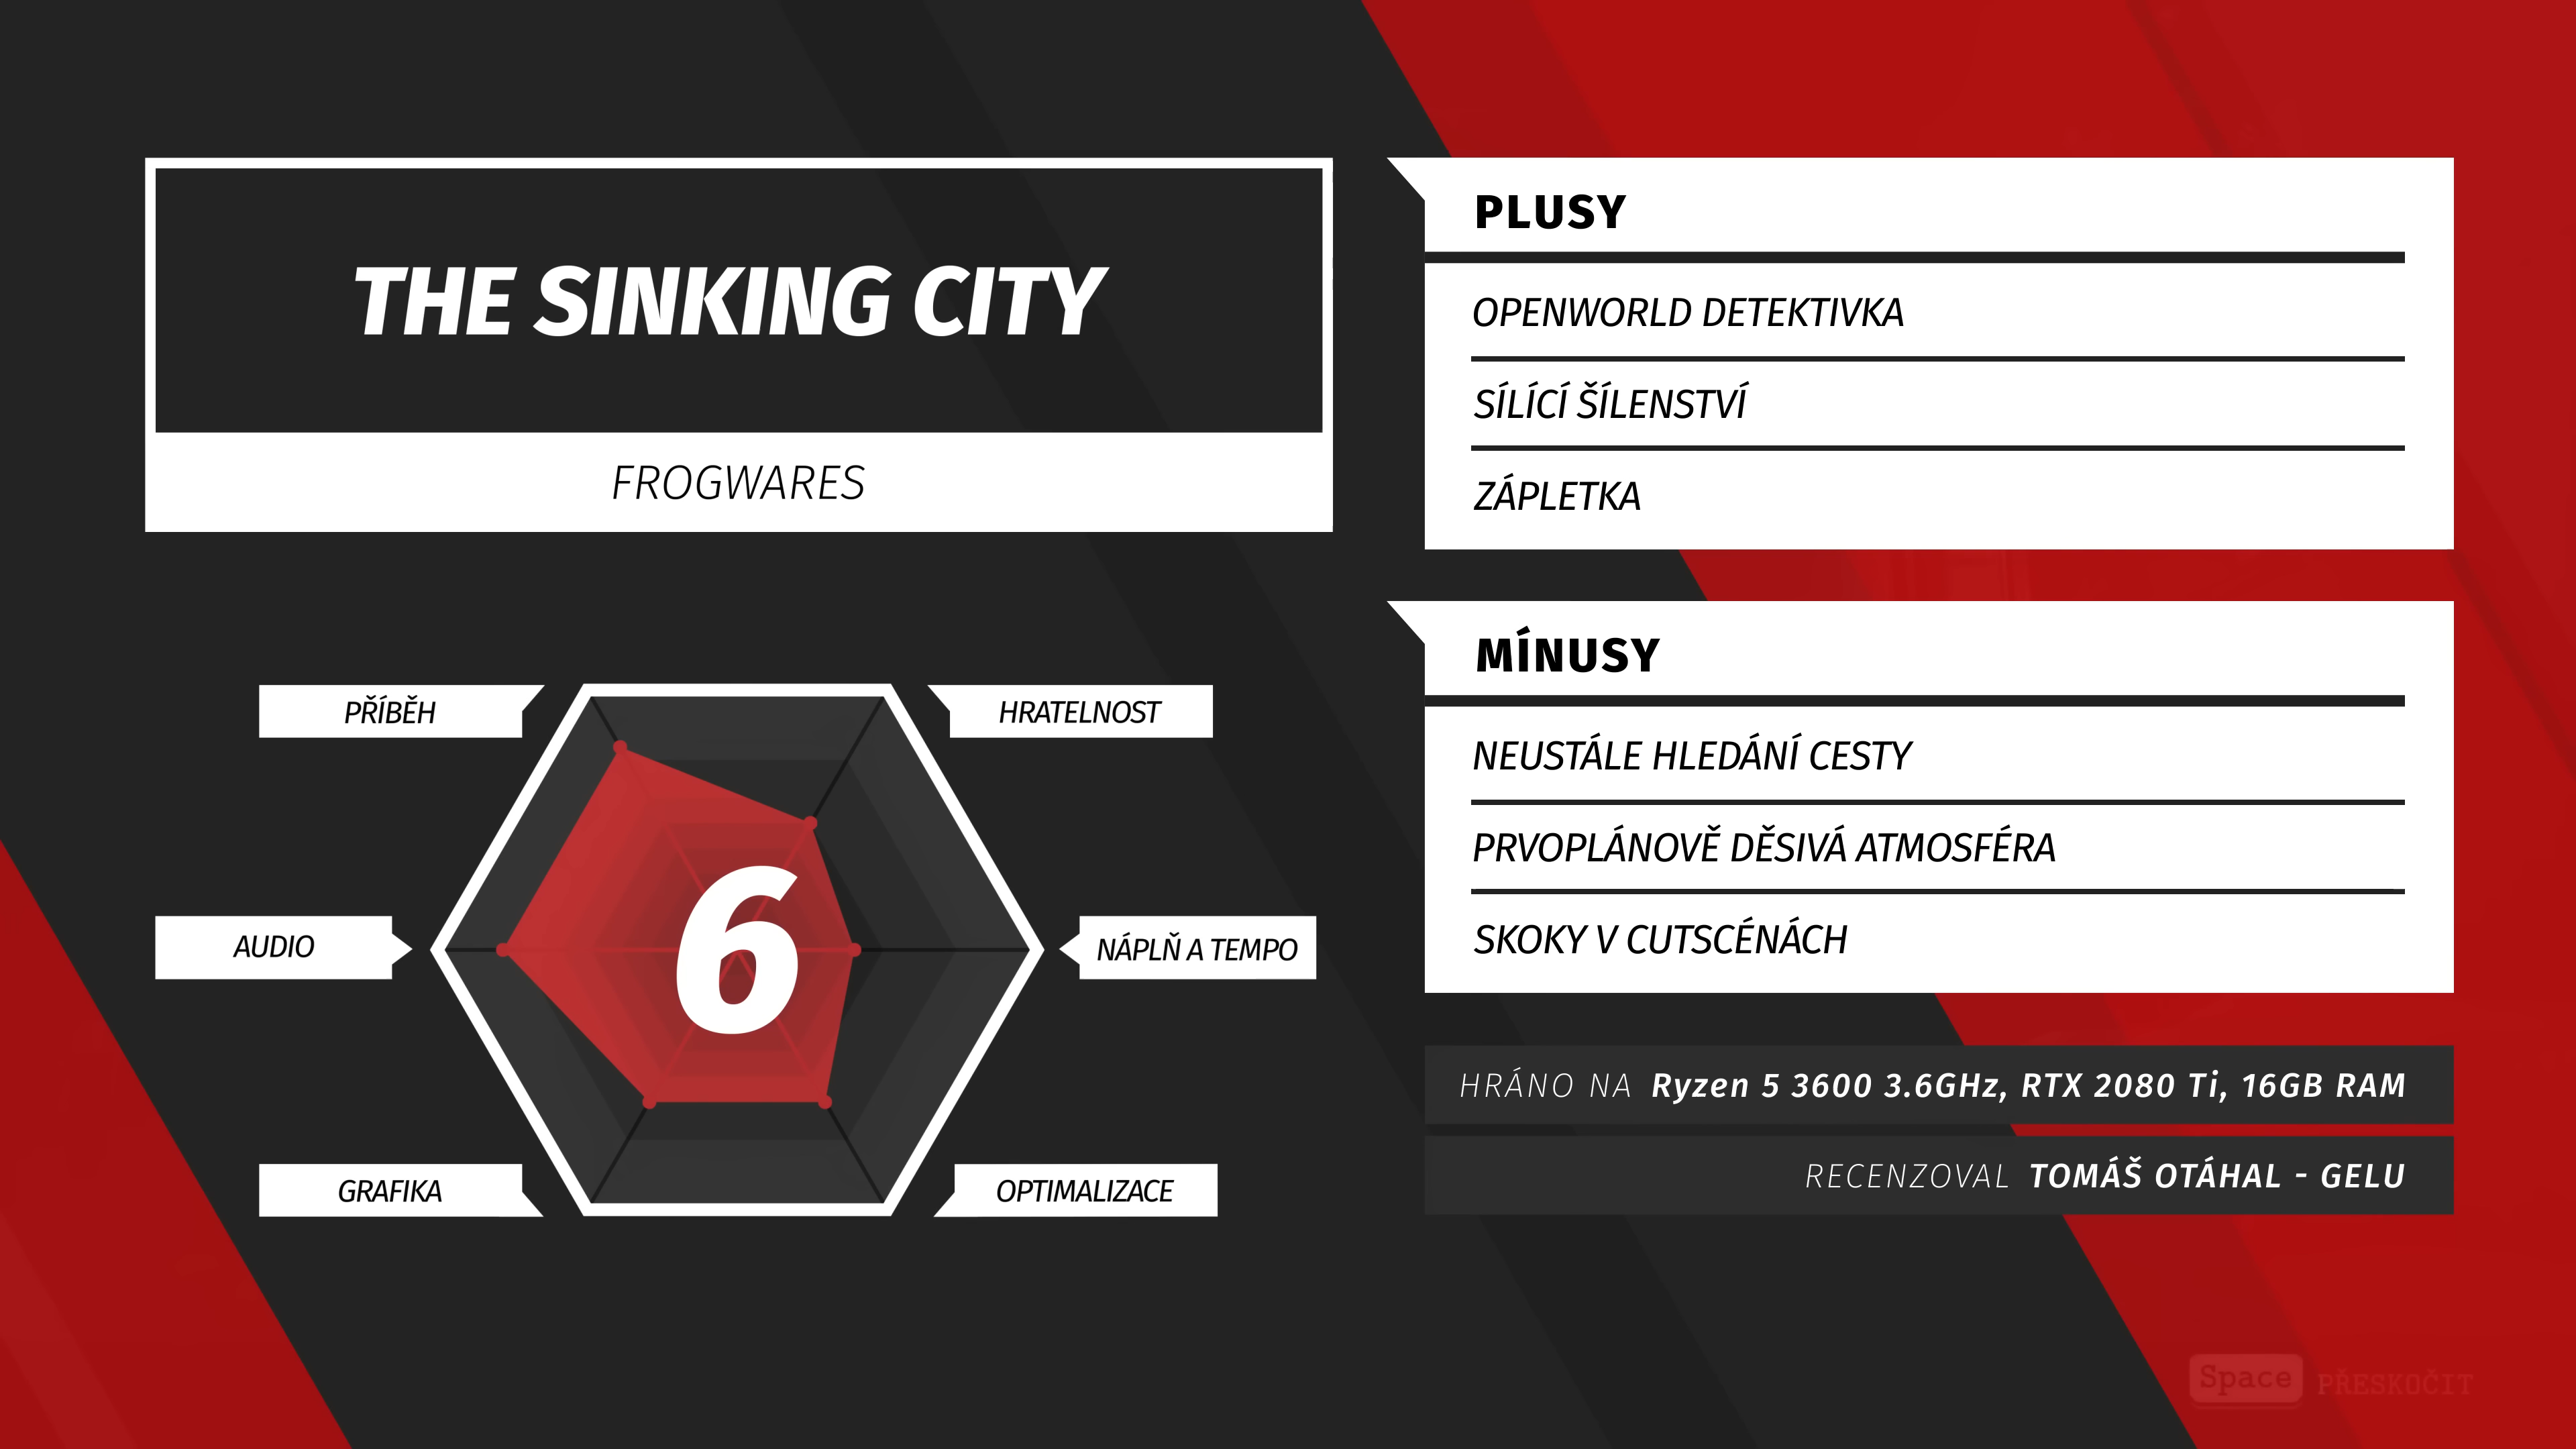 THE SINKING CITY
FROGWARES
PŘÍBĚH
HRATELNOST
AUDIO
6
NÁPLŇ A TEMPO
GRAFIKA
OPTIMALIZACE
PLUSY
OPENWORLD DETEKTIVKA
SÍLÍCÍ ŠÍLENSTVÍ
ZÁPLETKA
MÍNUSY
NEUSTÁLE HLEDÁNÍ CESTY
PRVOPLÁNOVĚ DĚSIVÁ ATMOSFÉRA
SKOKY V CUTSCÉNÁCH
HRÁNO NA Ryzen 5 3600 3.6GHz, RTX 2080 Ti, 16GB RAM
RECENZOVAL TOMÁŠ OTÁHAL - GELU
Space PŘESKOČIT